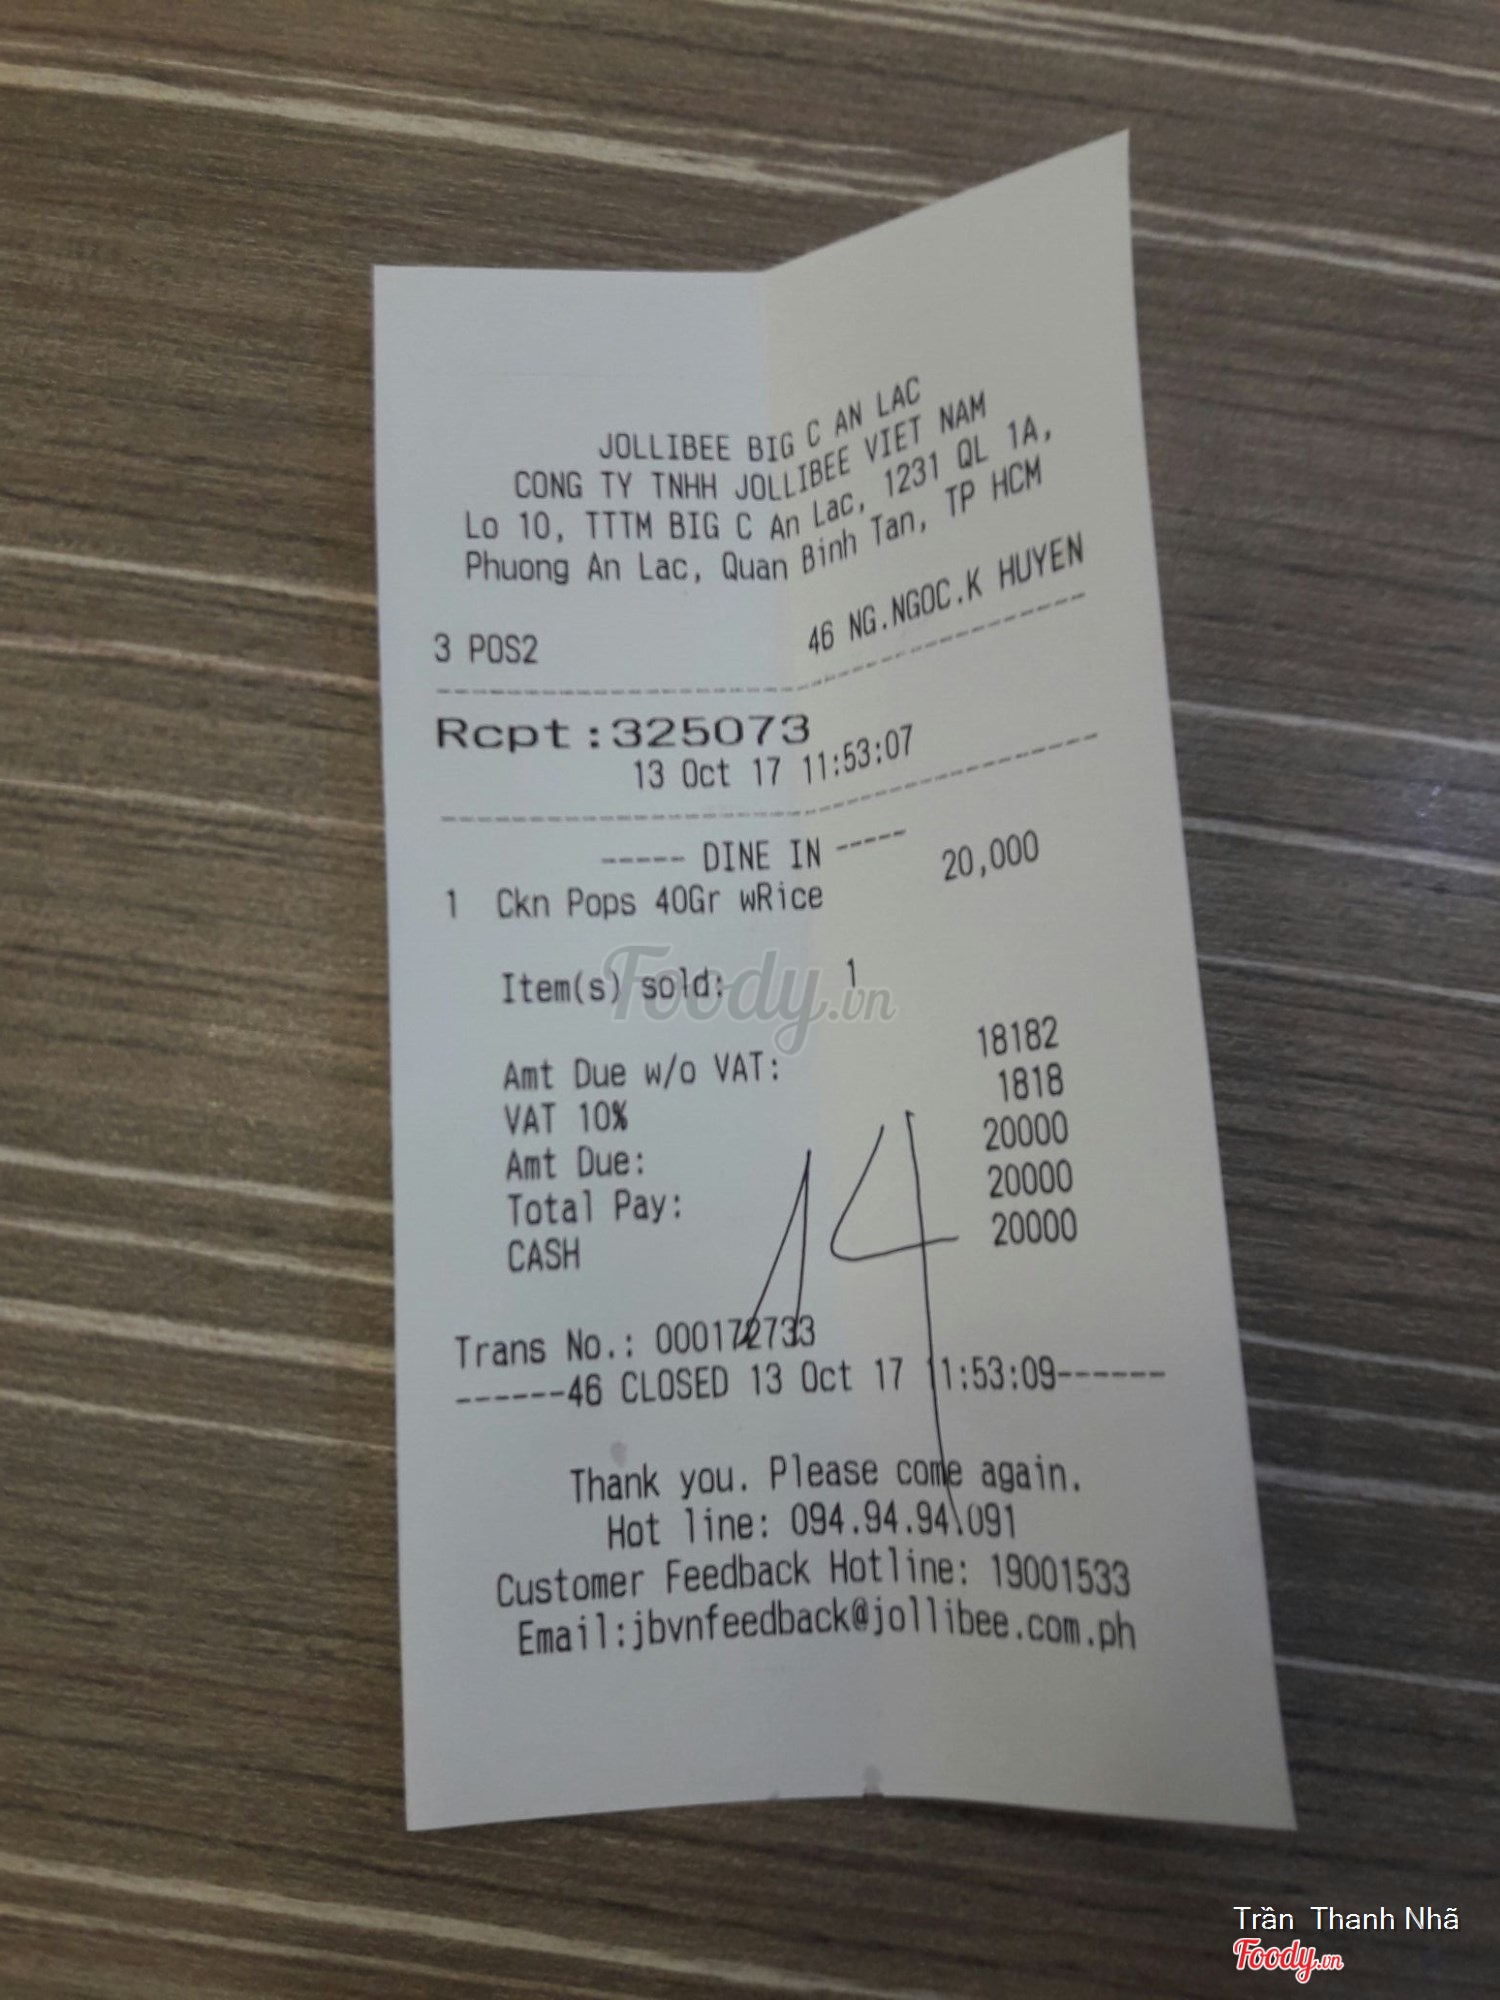 JOLLIBEE BIG C AN LAC
CONG TY TNHH JOLLIBEE VIET NAM
Lo 10, TTTM BIG C An Lac, 1231 QL 1A,
Phuong An Lac, Quan Binh Tan, TP HCM
3 POS2 46 NG.NGOC.K HUYEN
Rcpt:325073
13 Oct 17 11:53:07
----- DINE IN -----
1 Ckn Pops 40Gr wRice 20,000
Item(s) sold: 1
Foody.vn
Amt Due w/o VAT: 18182
VAT 10% 1818
Amt Due: 20000
Total Pay: 20000
CASH 20000
14
Trans No.: 000172733
------46 CLOSED 13 Oct 17 11:53:09------
Thank you. Please come again.
Hot line: 094.94.94.091
Customer Feedback Hotline: 19001533
Email:jbvnfeedback@jollibee.com.ph
Trần Thanh Nhã
Foody.vn